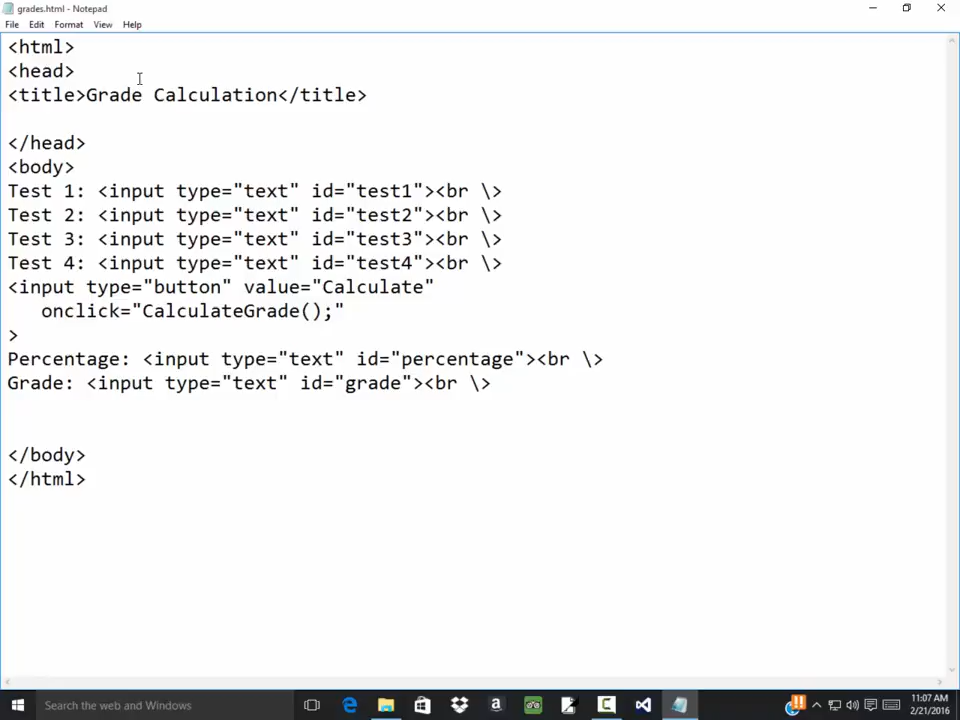 grades.html - Notepad
File Edit Format View Help
<html>
<head>
<title>Grade Calculation</title>
</head>
<body>
Test 1: <input type="text" id="test1"><br \>
Test 2: <input type="text" id="test2"><br \>
Test 3: <input type="text" id="test3"><br \>
Test 4: <input type="text" id="test4"><br \>
<input type="button" value="Calculate"
onclick="CalculateGrade();"
>
Percentage: <input type="text" id="percentage"><br \>
Grade: <input type="text" id="grade"><br \>
</body>
</html>
Search the web and Windows
11:07 AM
2/21/2016